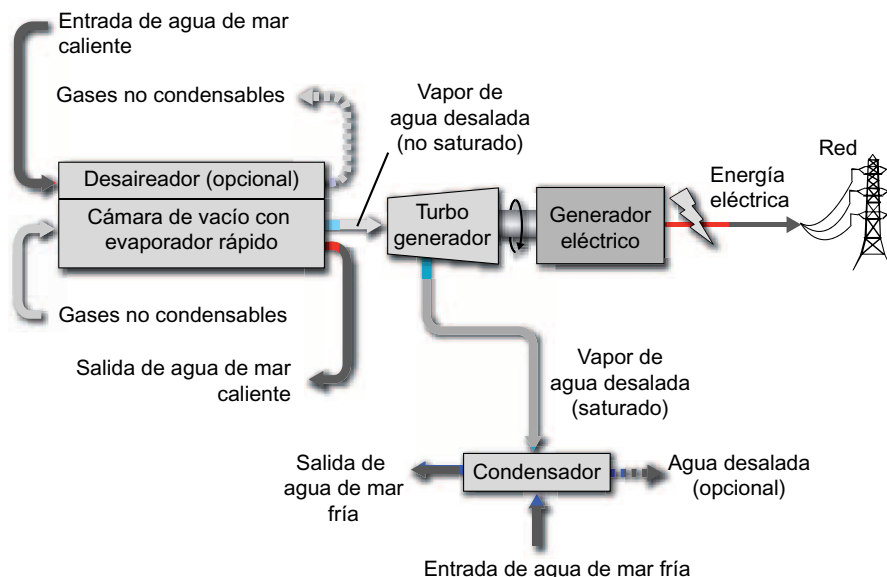 Entrada de agua de mar
caliente
Gases no condensables
Vapor de
agua desalada
(no saturado)
Desaireador (opcional)
Cámara de vacío con
evaporador rápido
Turbo
generador
Generador
eléctrico
Energía
eléctrica
Red
Gases no condensables
Salida de agua de mar
caliente
Vapor de
agua desalada
(saturado)
Salida de
agua de mar
fría
Condensador
Agua desalada
(opcional)
Entrada de agua de mar fría